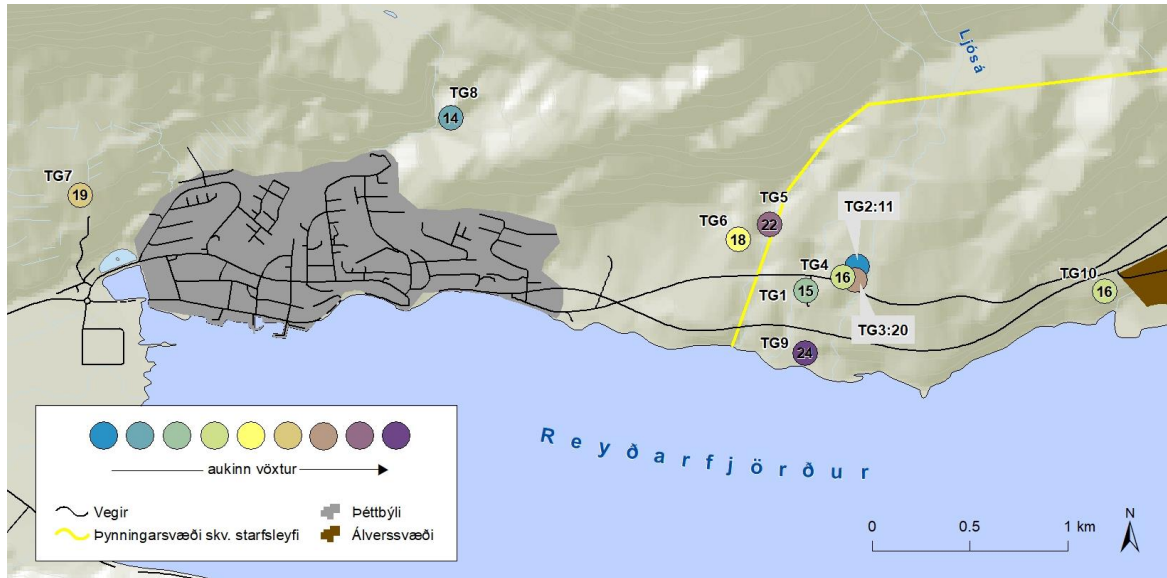 Ljósá
TG8
14
TG7
19
TG5
22
TG2:11
TG6
18
TG4
16
TG1
15
TG10
16
TG3:20
TG9
24
Reyðarfjörður
aukinn vöxtur
Vegir
Þéttbýli
Þynningarsvæði skv. starfsleyfi
Álverssvæði
N
0 0.5 1 km